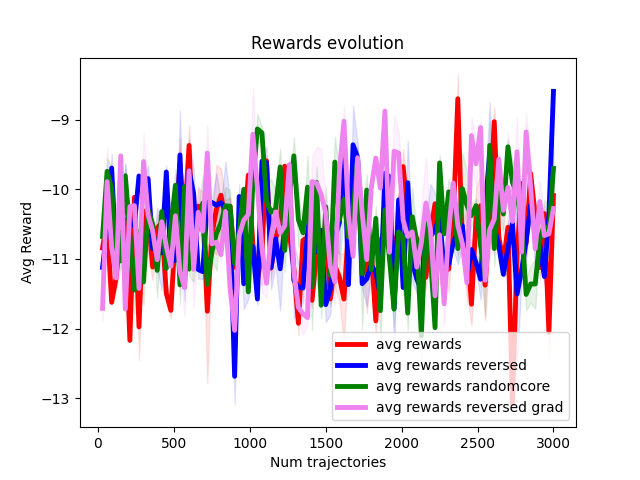 Rewards evolution
Avg Reward
−9
−10
−11
−12
−13
0
500
1000
1500
2000
2500
3000
Num trajectories
avg rewards
avg rewards reversed
avg rewards randomcore
avg rewards reversed grad